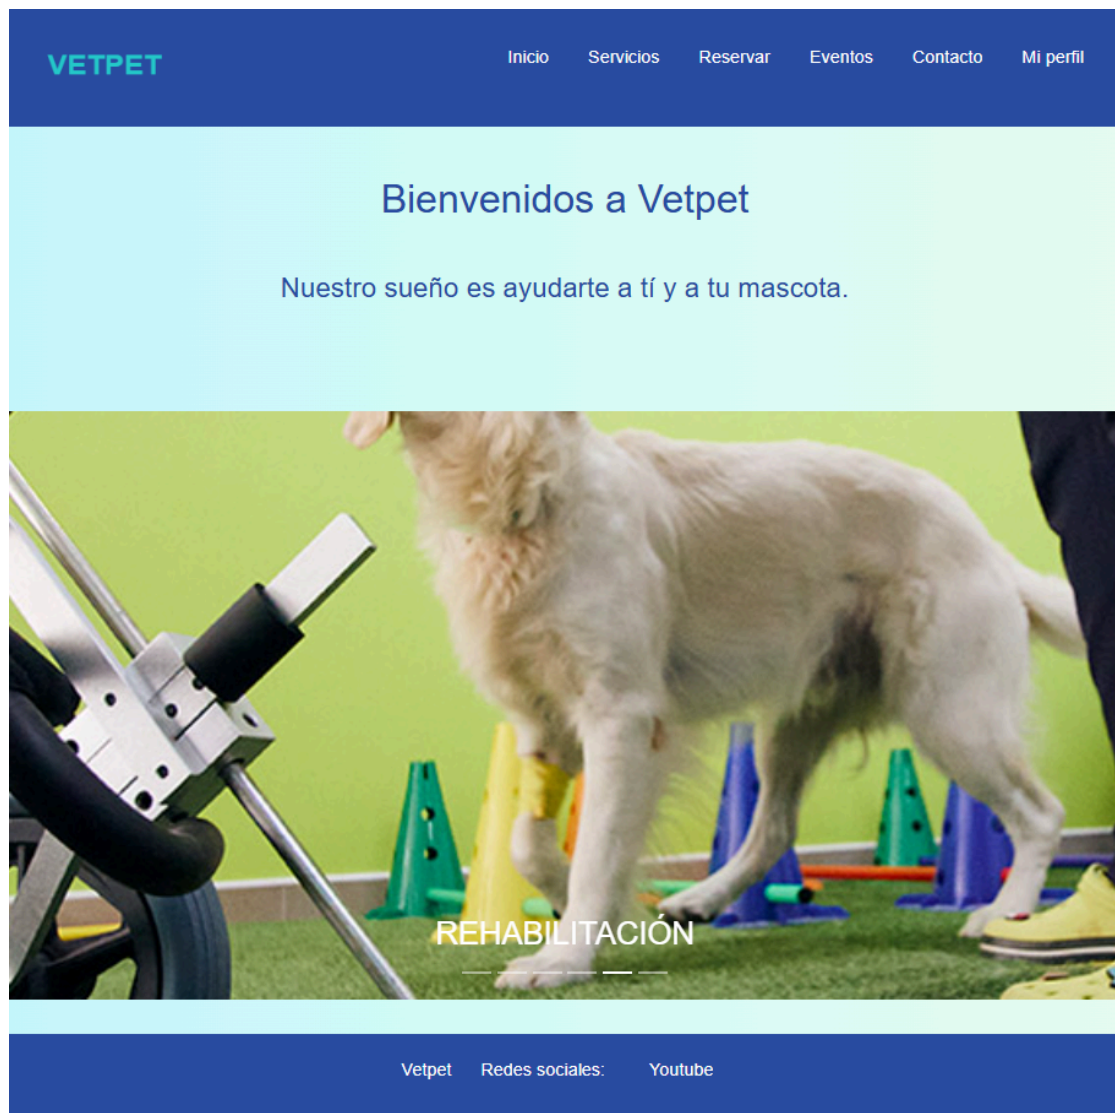 VETPET Inicio Servicios Reservar Eventos Contacto Mi perfil
Bienvenidos a Vetpet
Nuestro sueño es ayudarte a tí y a tu mascota.
REHABILITACIÓN
Vetpet Redes sociales: Youtube